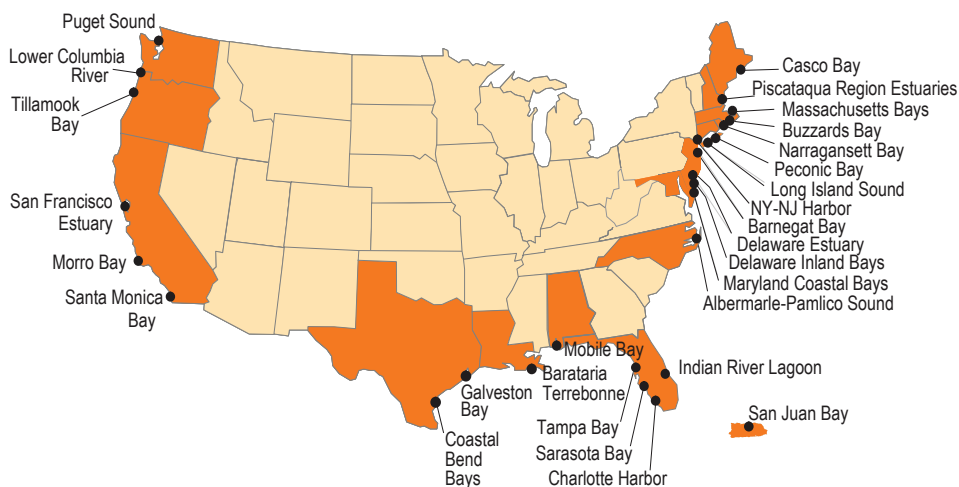 Puget Sound
Lower Columbia
River
Tillamook
Bay
San Francisco
Estuary
Morro Bay
Santa Monica
Bay
Casco Bay
Piscataqua Region Estuaries
Massachusetts Bays
Buzzards Bay
Narragansett Bay
Peconic Bay
Long Island Sound
NY-NJ Harbor
Barnegat Bay
Delaware Estuary
Delaware Inland Bays
Maryland Coastal Bays
Albermarle-Pamlico Sound
Mobile Bay
Barataria
Terrebonne
Galveston
Bay
Coastal
Bend
Bays
Indian River Lagoon
Tampa Bay
Sarasota Bay
Charlotte Harbor
San Juan Bay